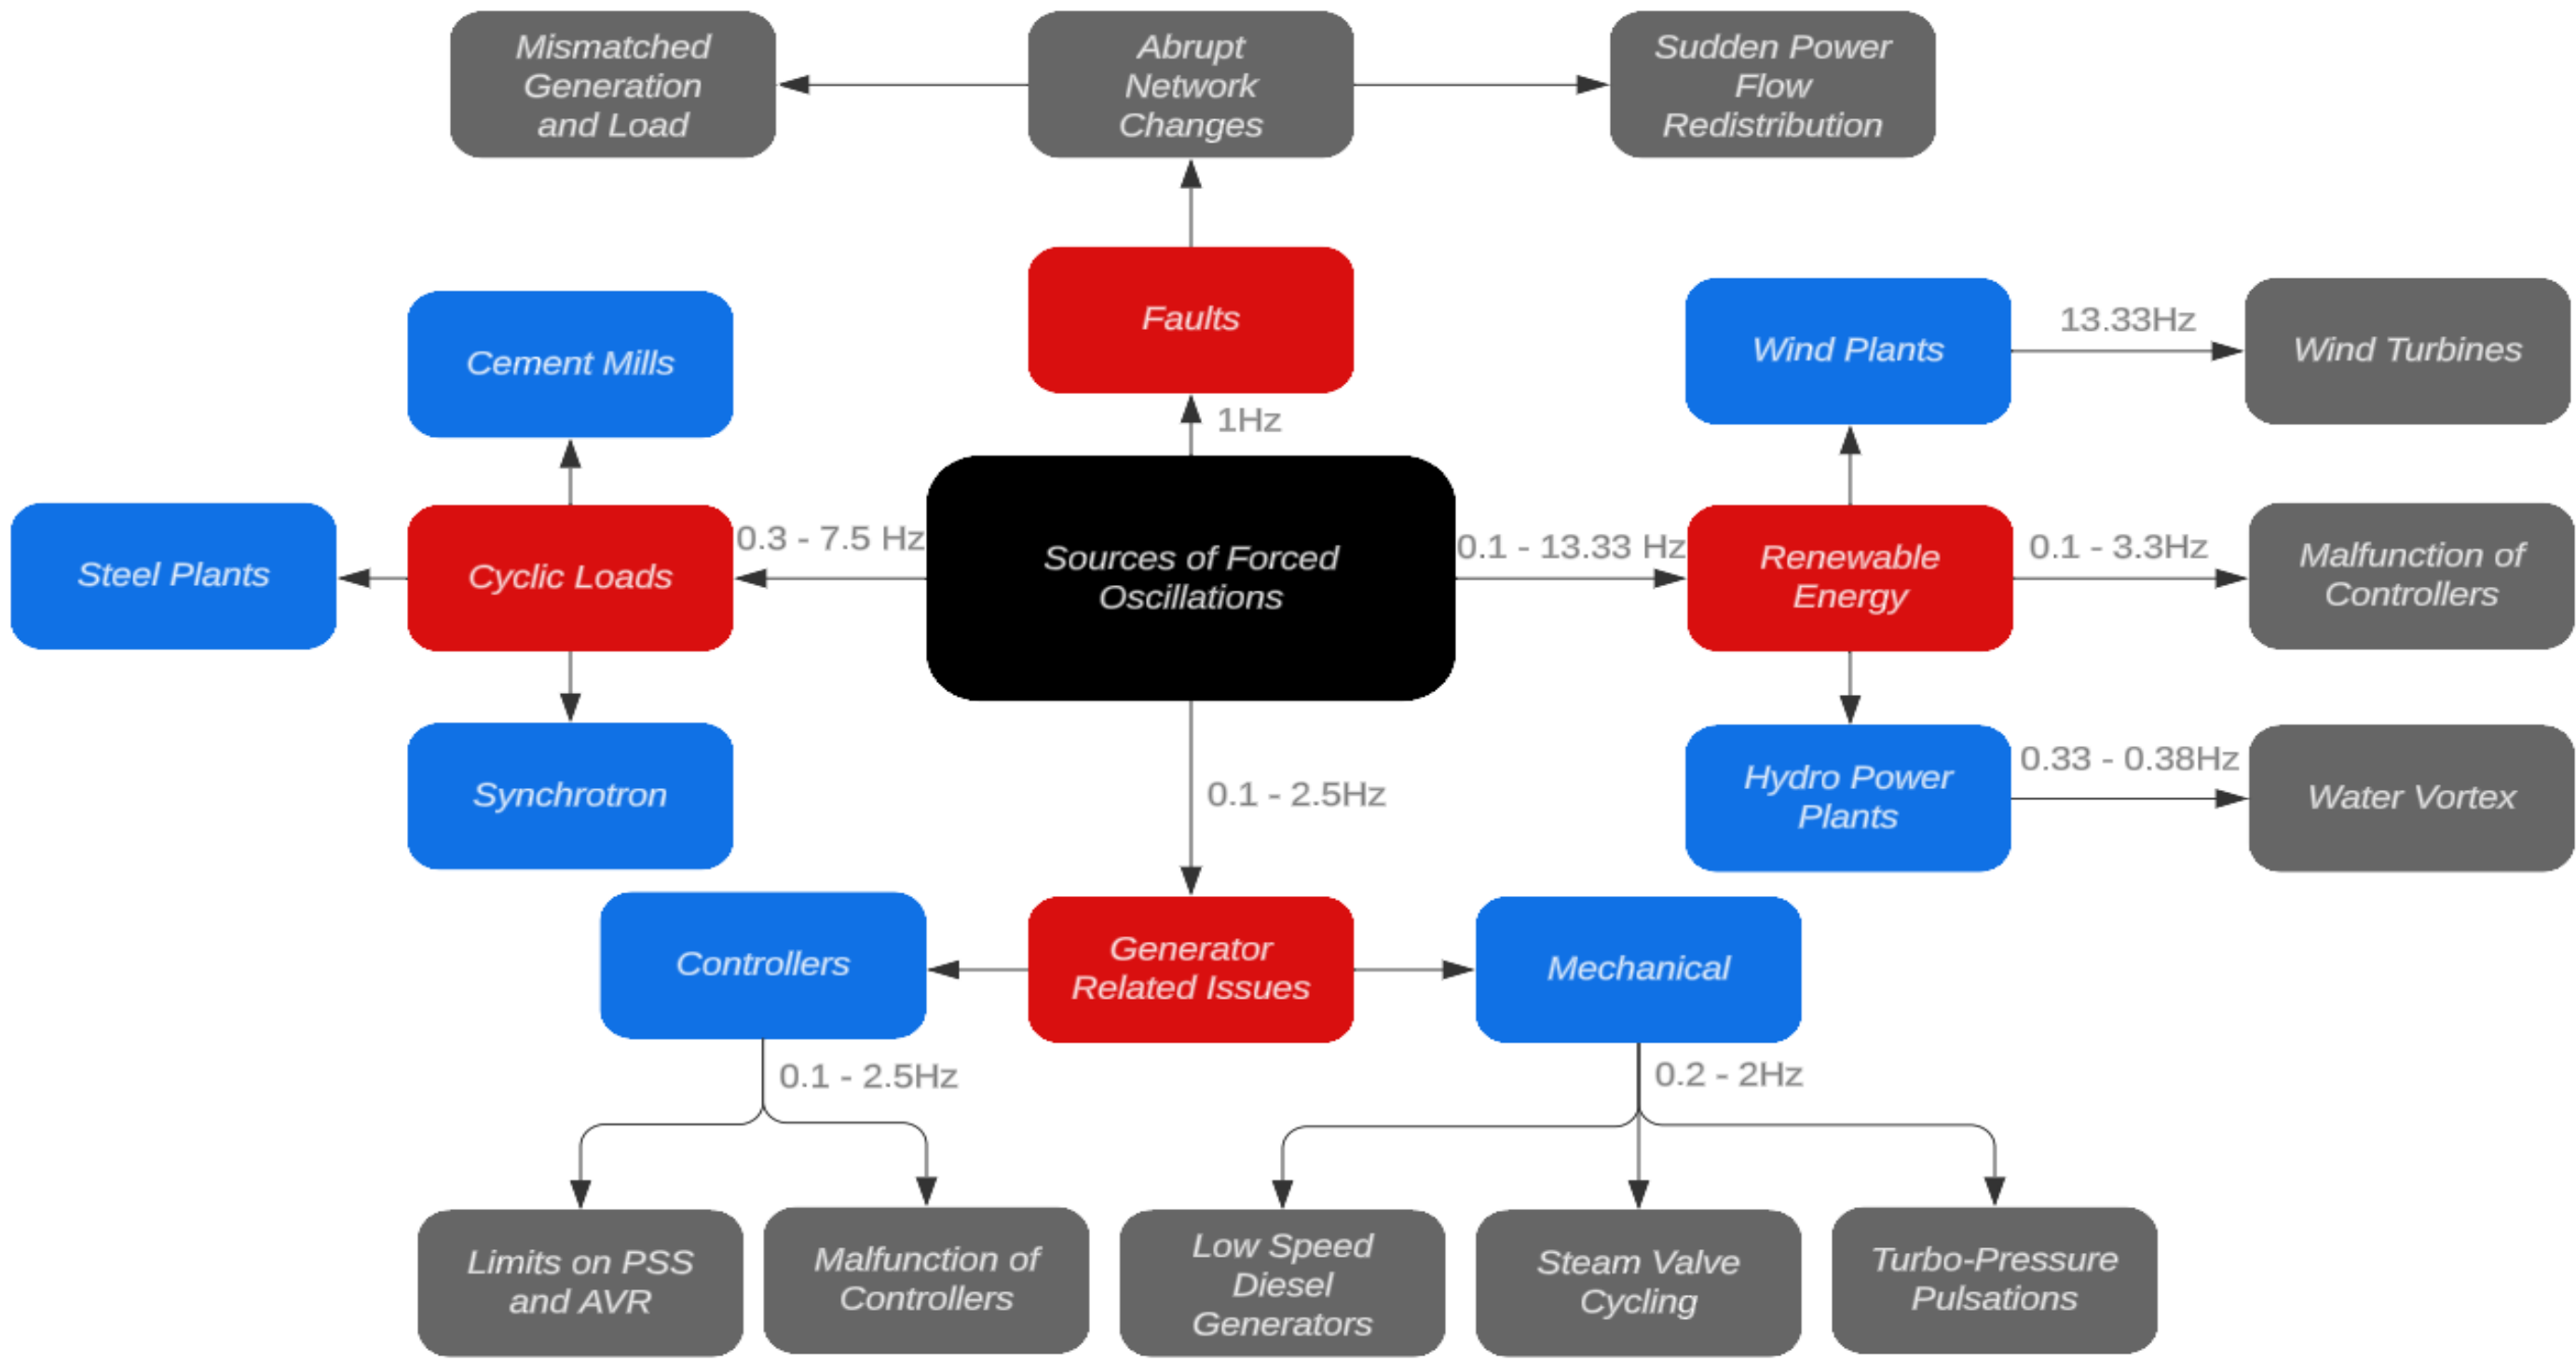 Mismatched
Generation
and Load
Abrupt
Network
Changes
Sudden Power
Flow
Redistribution
Faults
1Hz
Cement Mills
Steel Plants
Cyclic Loads
0.3 - 7.5 Hz
Synchrotron
Sources of Forced
Oscillations
0.1 - 13.33 Hz
Renewable
Energy
Wind Plants
13.33Hz
Wind Turbines
0.1 - 3.3Hz
Malfunction of
Controllers
Hydro Power
Plants
0.33 - 0.38Hz
Water Vortex
0.1 - 2.5Hz
Generator
Related Issues
Controllers
0.1 - 2.5Hz
Limits on PSS
and AVR
Malfunction of
Controllers
Mechanical
0.2 - 2Hz
Low Speed
Diesel
Generators
Steam Valve
Cycling
Turbo-Pressure
Pulsations